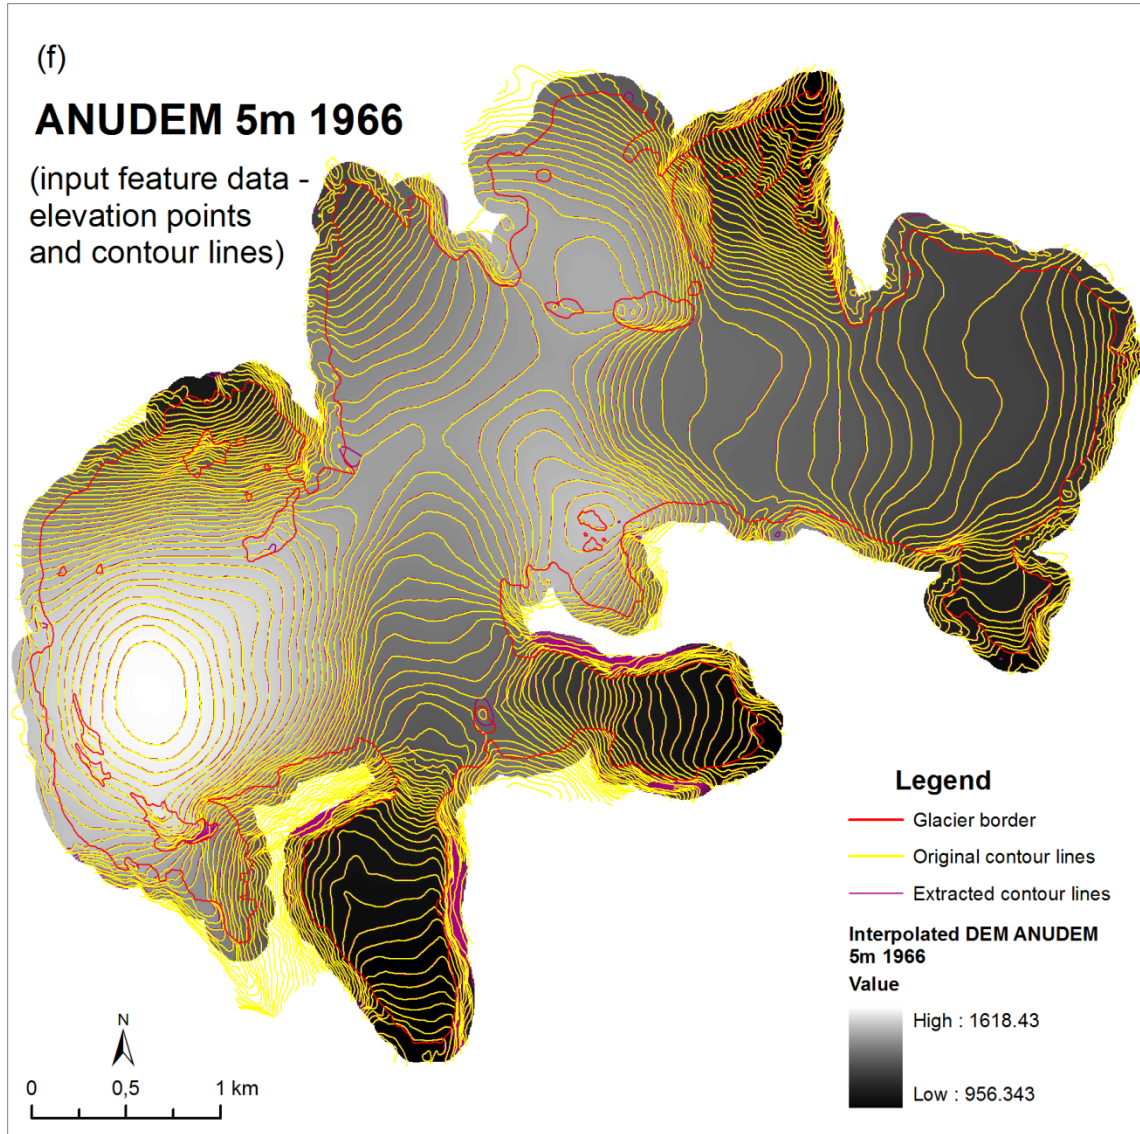 (f)
ANUDEM 5m 1966
(input feature data -
elevation points
and contour lines)
Legend
Glacier border
Original contour lines
Extracted contour lines
Interpolated DEM ANUDEM
5m 1966
Value
High : 1618.43
Low : 956.343
N
0 0,5 1 km